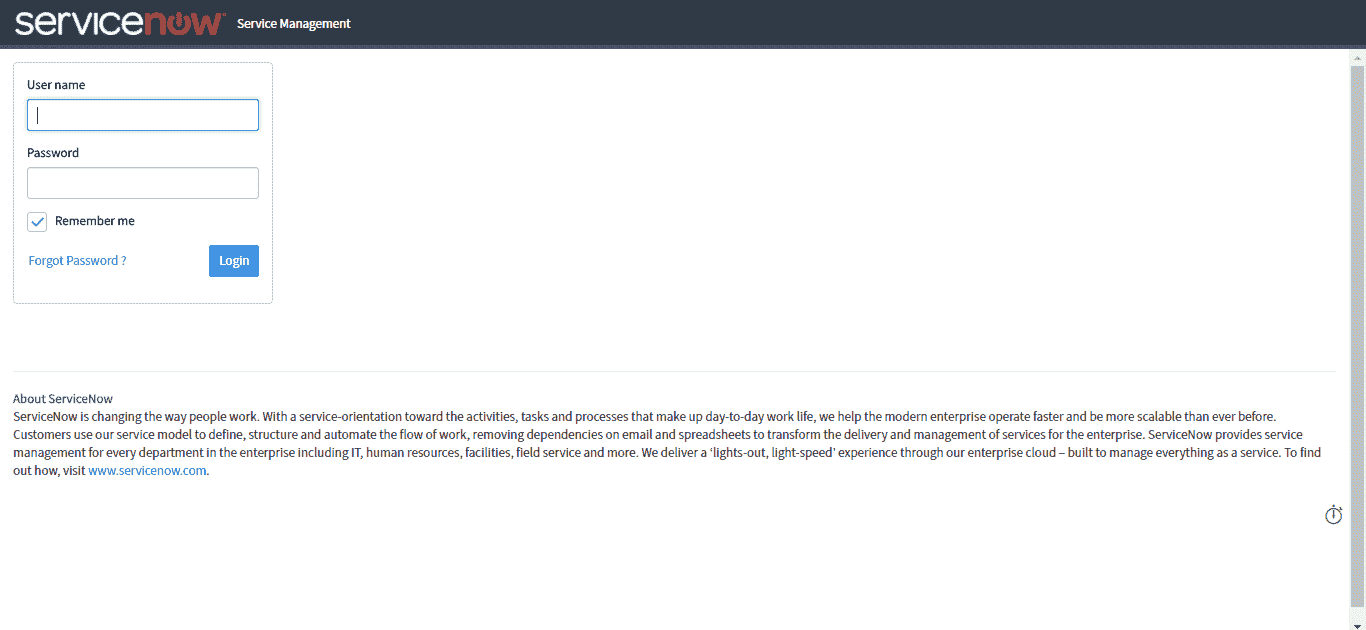 servicenow Service Management
User name
Password
Remember me
Forgot Password ? Login
About ServiceNow
ServiceNow is changing the way people work. With a service-orientation toward the activities, tasks and processes that make up day-to-day work life, we help the modern enterprise operate faster and be more scalable than ever before.
Customers use our service model to define, structure and automate the flow of work, removing dependencies on email and spreadsheets to transform the delivery and management of services for the enterprise. ServiceNow provides service
management for every department in the enterprise including IT, human resources, facilities, field service and more. We deliver a ‘lights-out, light-speed’ experience through our enterprise cloud – built to manage everything as a service. To find
out how, visit www.servicenow.com.